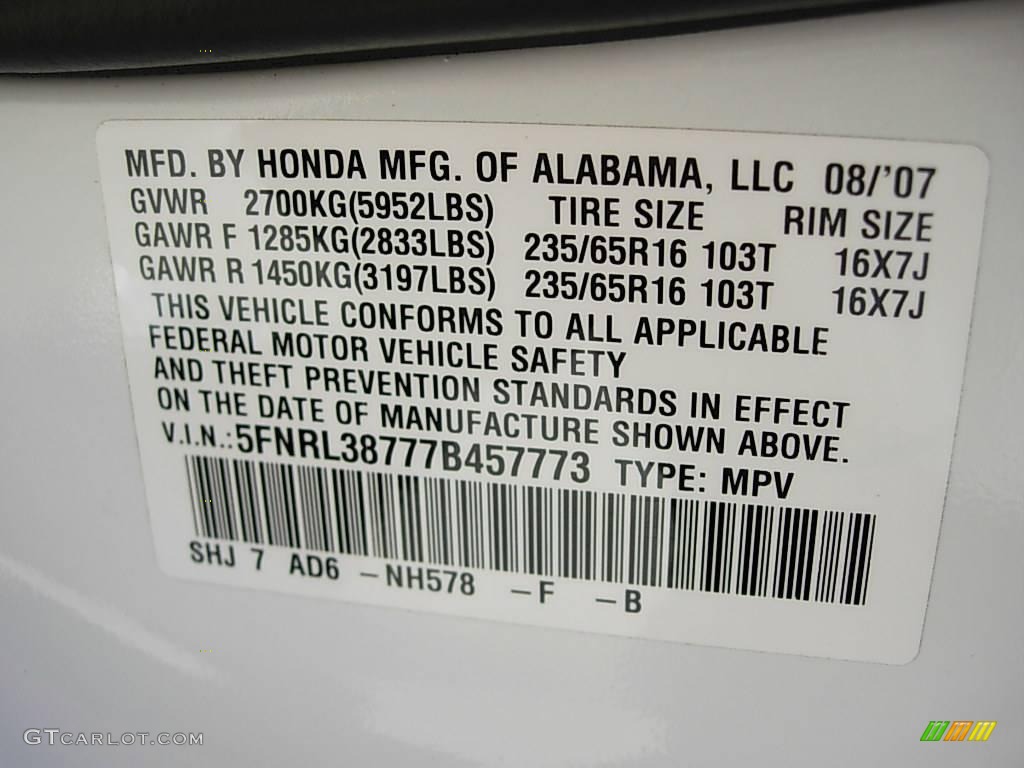 MFD. BY HONDA MFG. OF ALABAMA, LLC 08/'07
GVWR 2700KG(5952LBS) TIRE SIZE RIM SIZE
GAWR F 1285KG(2833LBS) 235/65R16 103T 16X7J
GAWR R 1450KG(3197LBS) 235/65R16 103T 16X7J
THIS VEHICLE CONFORMS TO ALL APPLICABLE
FEDERAL MOTOR VEHICLE SAFETY
AND THEFT PREVENTION STANDARDS IN EFFECT
ON THE DATE OF MANUFACTURE SHOWN ABOVE.
V.I.N.:5FNRL38777B457773 TYPE: MPV
SHJ 7 AD6 –NH578 –F –B
GTCARLOT.COM